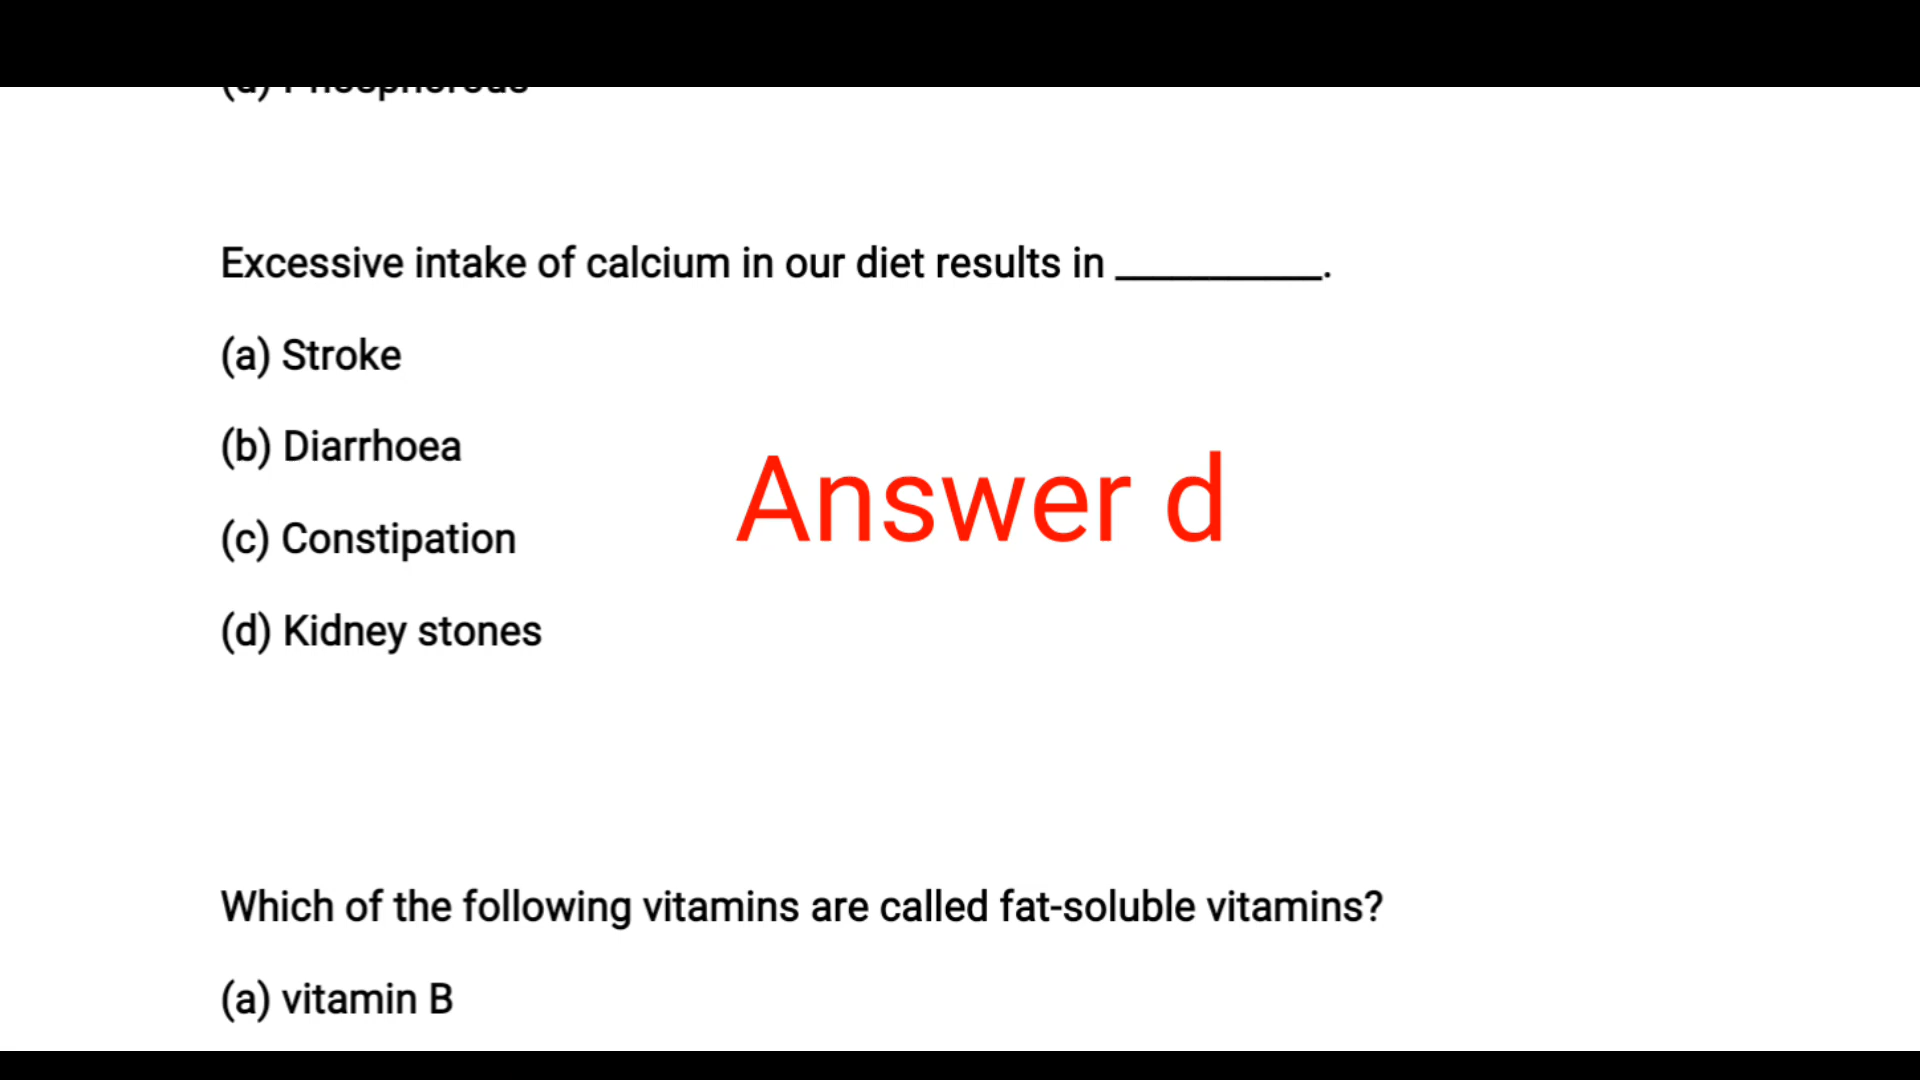 (d) Phosphorous
Excessive intake of calcium in our diet results in __________.
(a) Stroke
(b) Diarrhoea
Answer d
(c) Constipation
(d) Kidney stones
Which of the following vitamins are called fat-soluble vitamins?
(a) vitamin B